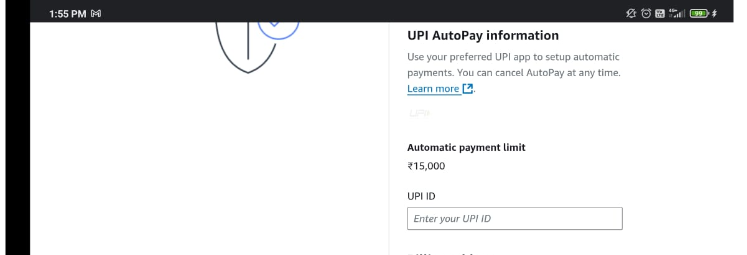 1:55 PM
99
UPI AutoPay information
Use your preferred UPI app to setup automatic
payments. You can cancel AutoPay at any time.
Learn more.
Automatic payment limit
₹15,000
UPI ID
Enter your UPI ID